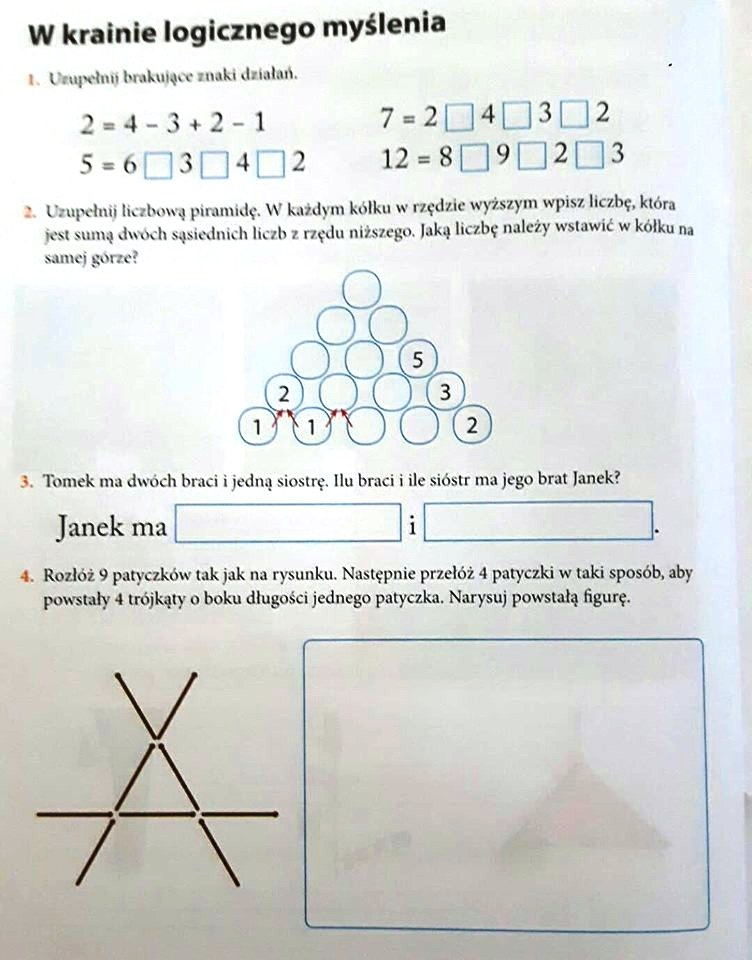 W krainie logicznego myślenia
1. Uzupełnij brakujące znaki działań.
2 = 4 – 3 + 2 – 1
7 = 2 □ 4 □ 3 □ 2
5 = 6 □ 3 □ 4 □ 2
12 = 8 □ 9 □ 2 □ 3
2. Uzupełnij liczbową piramidę. W każdym kółku w rzędzie wyższym wpisz liczbę, która
jest sumą dwóch sąsiednich liczb z rzędu niższego. Jaką liczbę należy wstawić w kółku na
samej górze?
5
2 3
1 1 2
3. Tomek ma dwóch braci i jedną siostrę. Ilu braci i ile sióstr ma jego brat Janek?
Janek ma i .
4. Rozłóż 9 patyczków tak jak na rysunku. Następnie przełóż 4 patyczki w taki sposób, aby
powstały 4 trójkąty o boku długości jednego patyczka. Narysuj powstałą figurę.